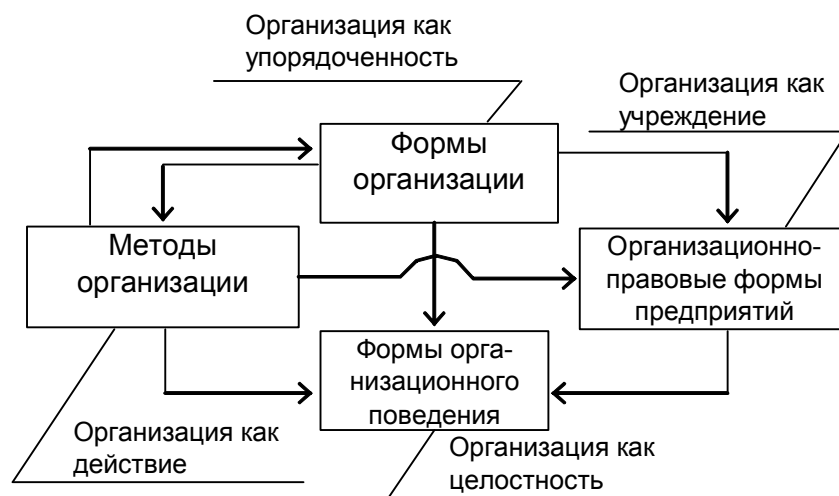 Организация как
упорядоченность
Организация как
учреждение
Формы
организации
Методы
организации
Организационно-
правовые формы
предприятий
Формы орга-
низационного
поведения
Организация как
действие
Организация как
целостность